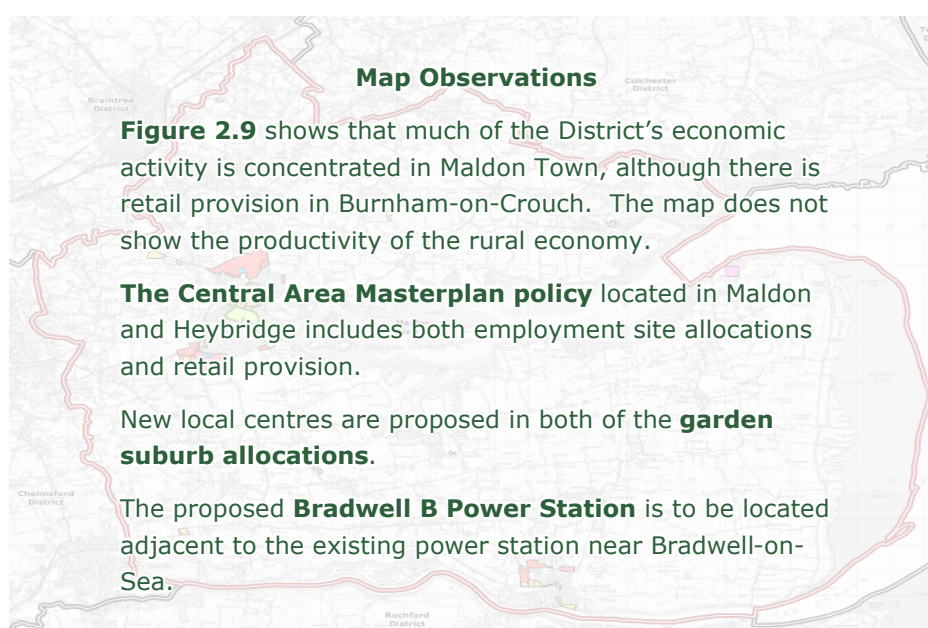 Map Observations
Colchester
District
Braintree
District
Figure 2.9 shows that much of the District's economic
activity is concentrated in Maldon Town, although there is
retail provision in Burnham-on-Crouch.  The map does not
show the productivity of the rural economy.
The Central Area Masterplan policy located in Maldon
and Heybridge includes both employment site allocations
and retail provision.
New local centres are proposed in both of the garden
suburb allocations.
Chelmsford
District
The proposed Bradwell B Power Station is to be located
adjacent to the existing power station near Bradwell-on-
Sea.
Rochford
District